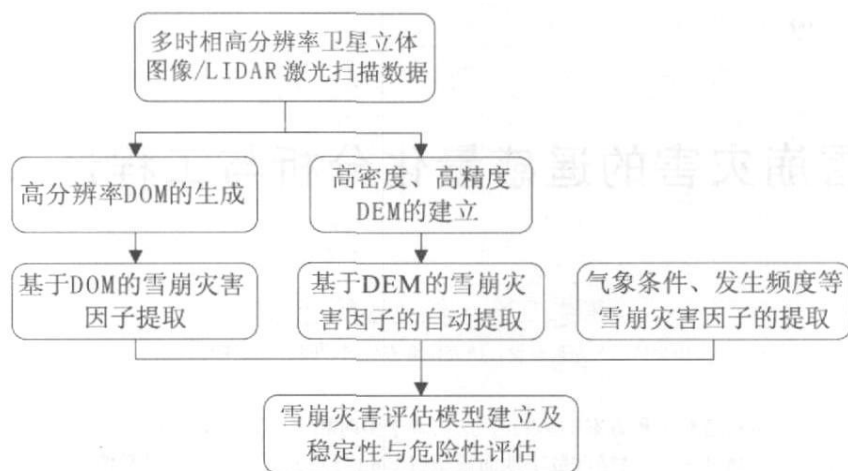 多时相高分辨率卫星立体
图像/LIDAR 激光扫描数据
高分辨率DOM的生成
高密度、高精度
DEM的建立
基于DOM的雪崩灾害
因子提取
基于DEM的雪崩灾
害因子的自动提取
气象条件、发生频度等
雪崩灾害因子的提取
雪崩灾害评估模型建立及
稳定性与危险性评估